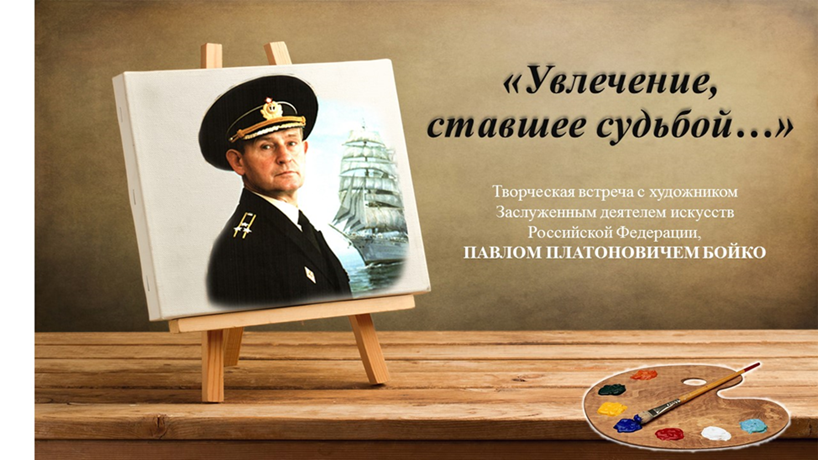 «Увлечение,
ставшее судьбой…»
Творческая встреча с художником
Заслуженным деятелем искусств
Российской Федерации,
ПАВЛОМ ПЛАТОНОВИЧЕМ БОЙКО